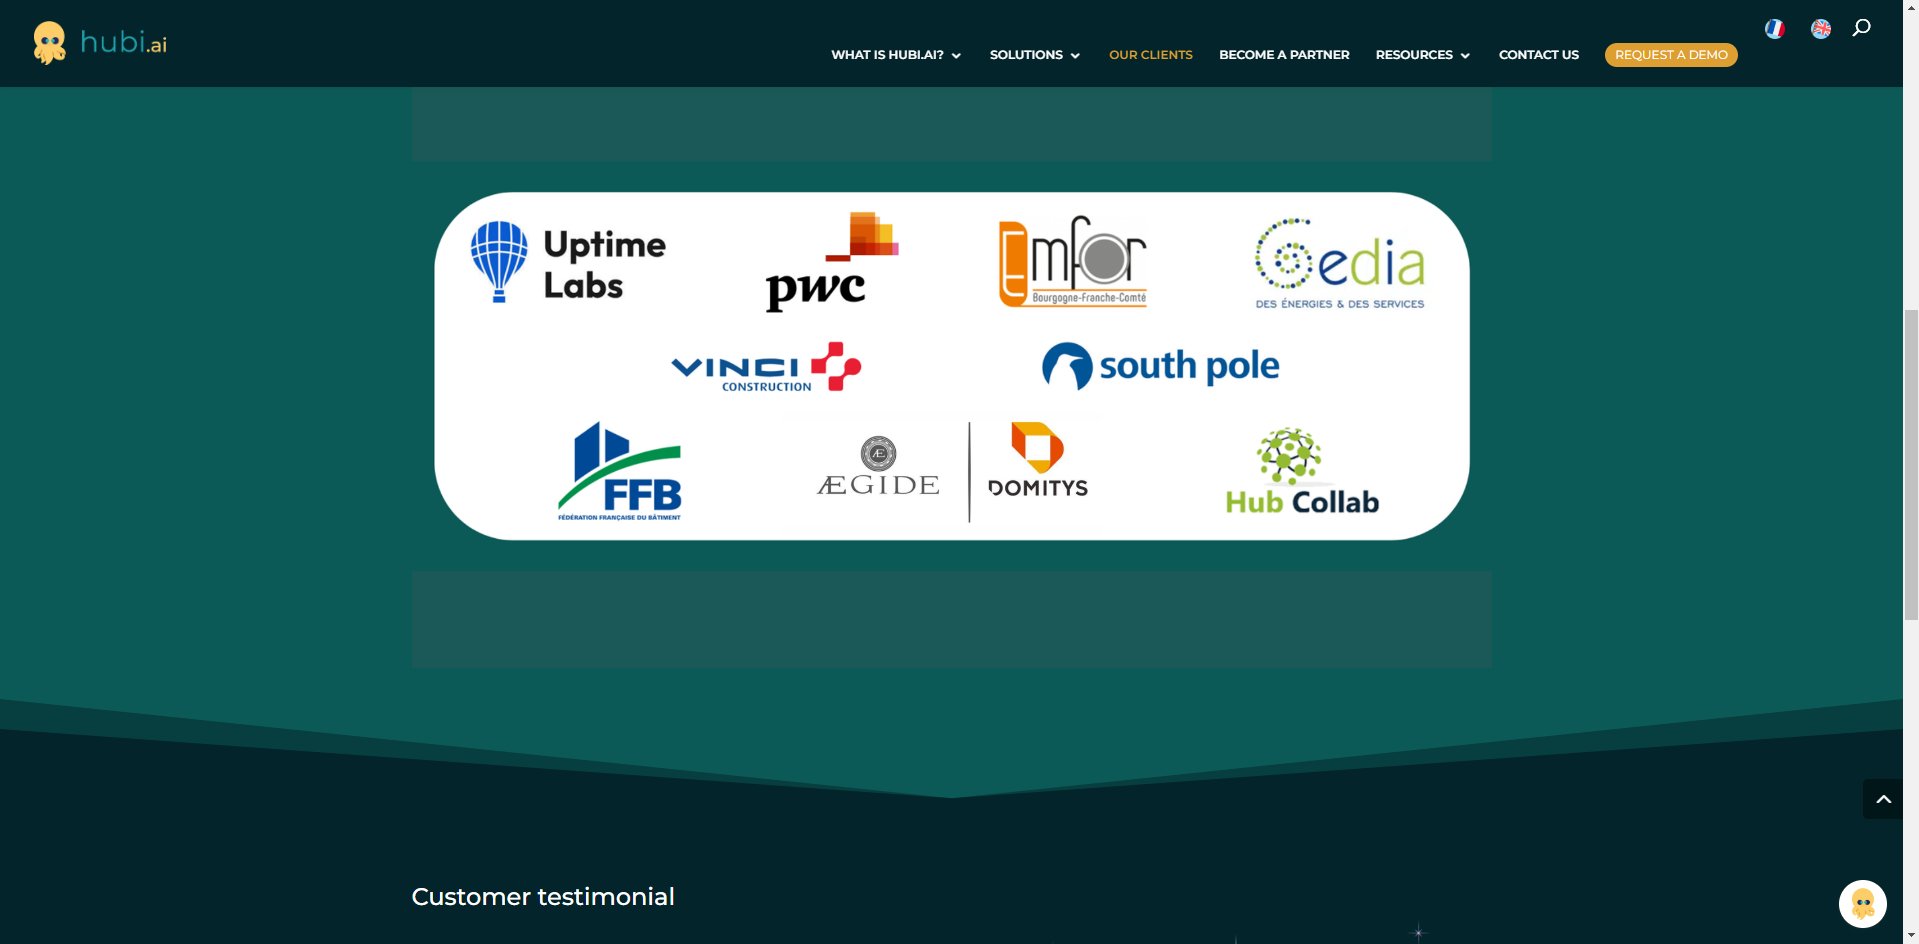 hubi.ai
WHAT IS HUBI.AI?
SOLUTIONS
OUR CLIENTS
BECOME A PARTNER
RESOURCES
CONTACT US
REQUEST A DEMO
Uptime
Labs
pwc
Emfor
Bourgogne-Franche-Comté
Gedia
DES ÉNERGIES & DES SERVICES
VINCI
CONSTRUCTION
south pole
FFB
FÉDÉRATION FRANÇAISE DU BÂTIMENT
Æ
ÆGIDE
DOMITYS
Hub Collab
Customer testimonial